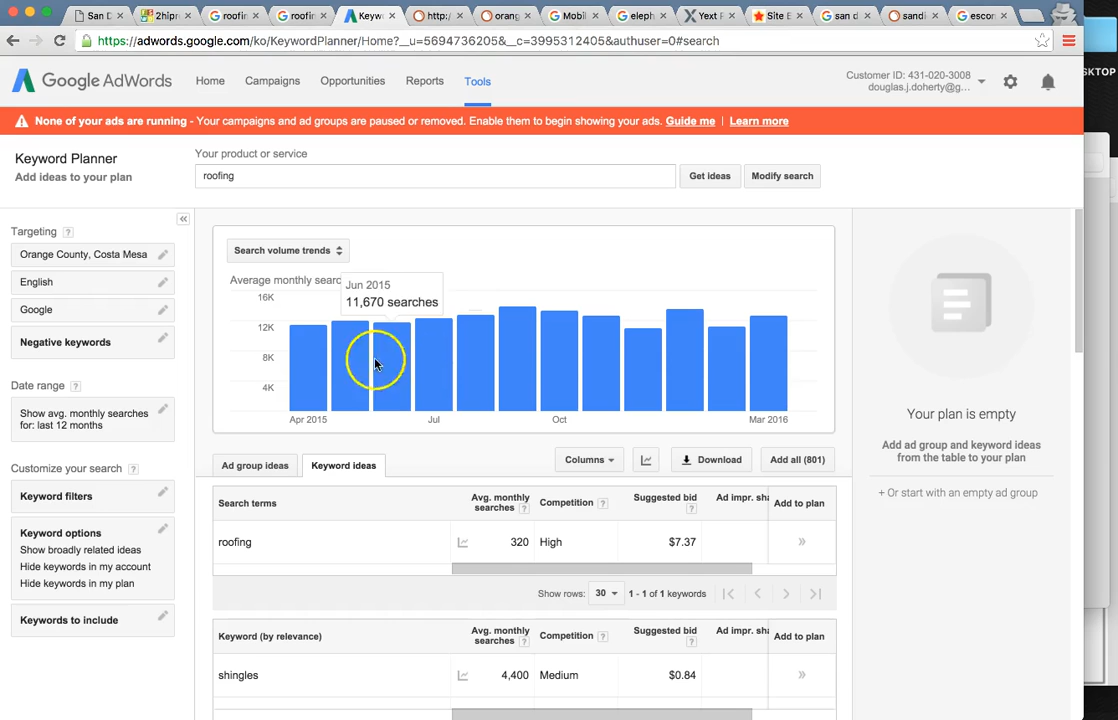 San D
2hipro
roofin
roofin
Keyw
http:/
orang
Mobil
eleph
Yext P
Site E
san d
sandi
escon
https://adwords.google.com/ko/KeywordPlanner/Home?__u=5694736205&__c=3995312405&authuser=0#search
SKTOP
Google AdWords
Home
Campaigns
Opportunities
Reports
Tools
Customer ID: 431-020-3008
douglas.j.doherty@g...
None of your ads are running - Your campaigns and ad groups are paused or removed. Enable them to begin showing your ads. Guide me | Learn more
Keyword Planner
Add ideas to your plan
Your product or service
roofing
Get ideas
Modify search
Targeting ?
Orange County, Costa Mesa
English
Google
Negative keywords
Date range ?
Show avg. monthly searches
for: last 12 months
Customize your search ?
Keyword filters
Keyword options
Show broadly related ideas
Hide keywords in my account
Hide keywords in my plan
Keywords to include
Search volume trends
Average monthly searc
Jun 2015
11,670 searches
16K
12K
8K
4K
Apr 2015
Jul
Oct
Mar 2016
Ad group ideas
Keyword ideas
Columns
Download
Add all (801)
Search terms
Avg. monthly
searches ?
Competition ?
Suggested bid
?
Ad impr. sha
Add to plan
roofing
320
High
$7.37
»
Show rows: 30
1 - 1 of 1 keywords
Keyword (by relevance)
Avg. monthly
searches ?
Competition ?
Suggested bid
?
Ad impr. sha
Add to plan
shingles
4,400
Medium
$0.84
»
Your plan is empty
Add ad group and keyword ideas
from the table to your plan
+ Or start with an empty ad group